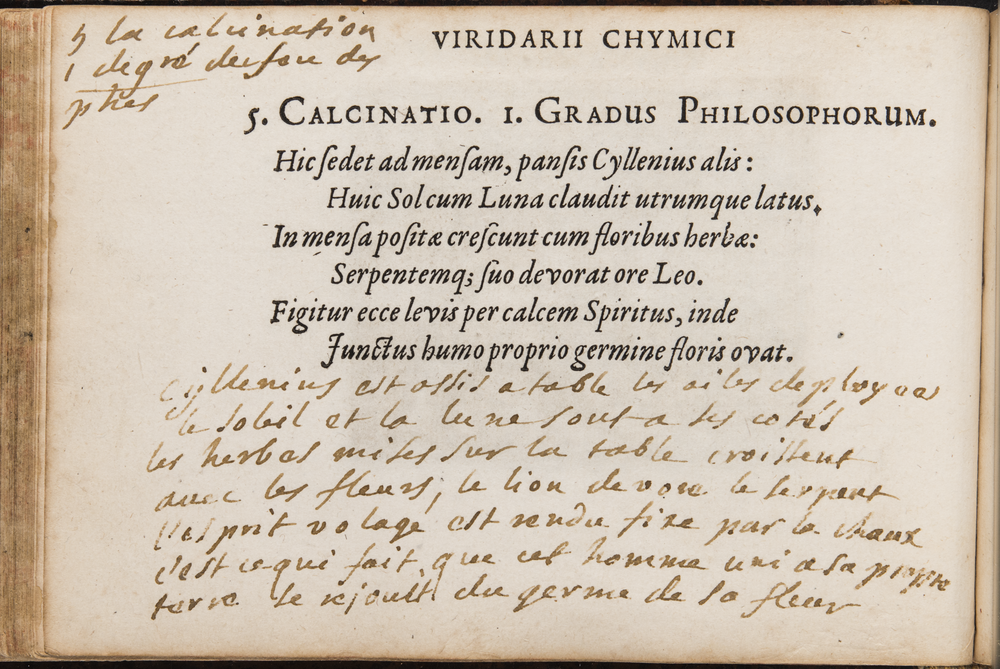 5 la calcination
1 degré du fou des
phes
VIRIDARII CHYMICI
5. CALCINATIO. 1. GRADUS PHILOSOPHORUM.
Hic ſedet ad menſam, panſis Cyllenius alis:
Huic Sol cum Luna claudit utrumque latus.
In menſa poſitæ creſcunt cum floribus herbæ:
Serpentemq; ſuo devorat ore Leo.
Figitur ecce levis per calcem Spiritus, inde
Junctus humo proprio germine floris ovat.
Cyllenius est assis a table les ailes deployees
le soleil et la lune sont a ses cotés
les herbes mises sur la table croissent
avec les fleurs, le lion devore le serpent
l'esprit volage est rendu fixe par la chaux
c'est ce qui fait que cet homme uni a sa propre
terre se rejouit du germe de la fleur